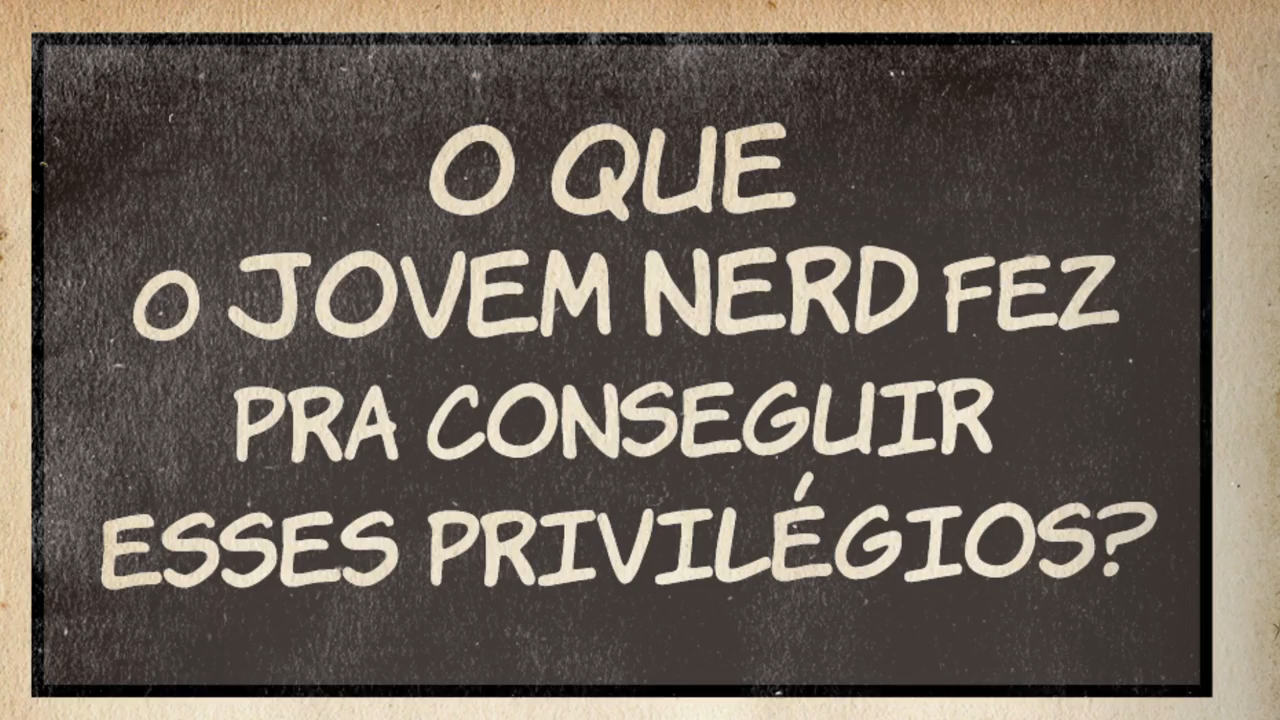 O QUE
O JOVEM NERD FEZ
PRA CONSEGUIR
ESSES PRIVILÉGIOS?